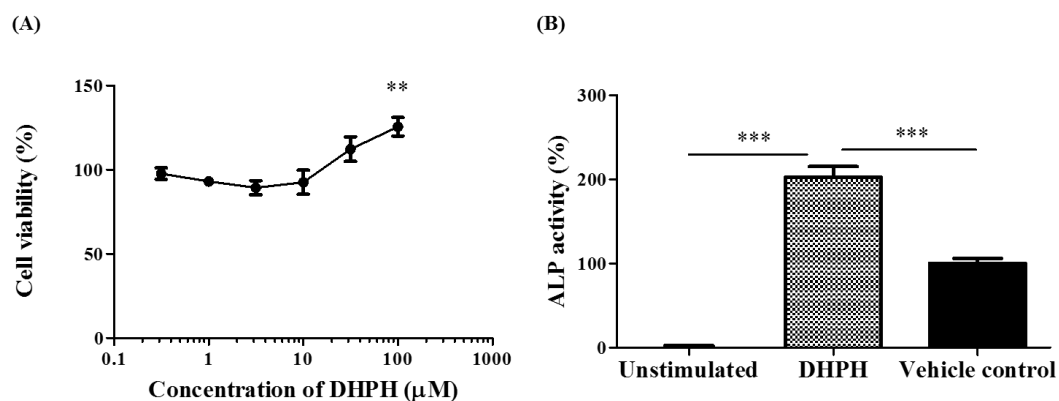 (A)
(B)
Cell viability (%)
150
100
50
0
**
0.1 1 10 100 1000
Concentration of DHPH (μM)
ALP activity (%)
300
200
100
0
*** ***
Unstimulated DHPH Vehicle control